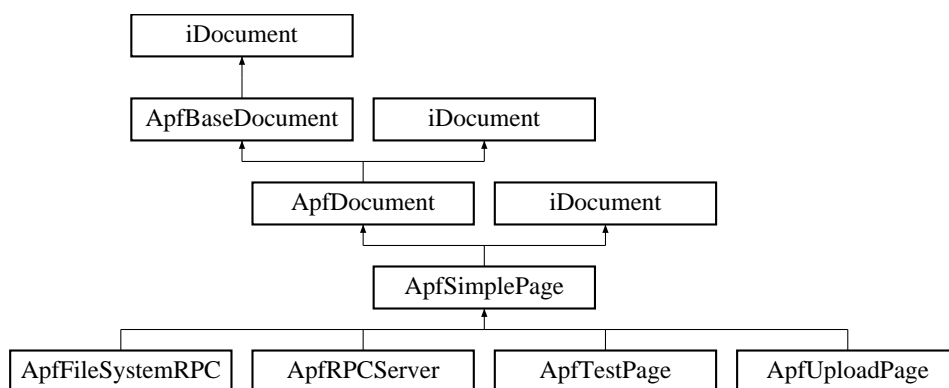 iDocument
ApfBaseDocument iDocument
ApfDocument iDocument
ApfSimplePage
ApfFileSystemRPC ApfRPCServer ApfTestPage ApfUploadPage